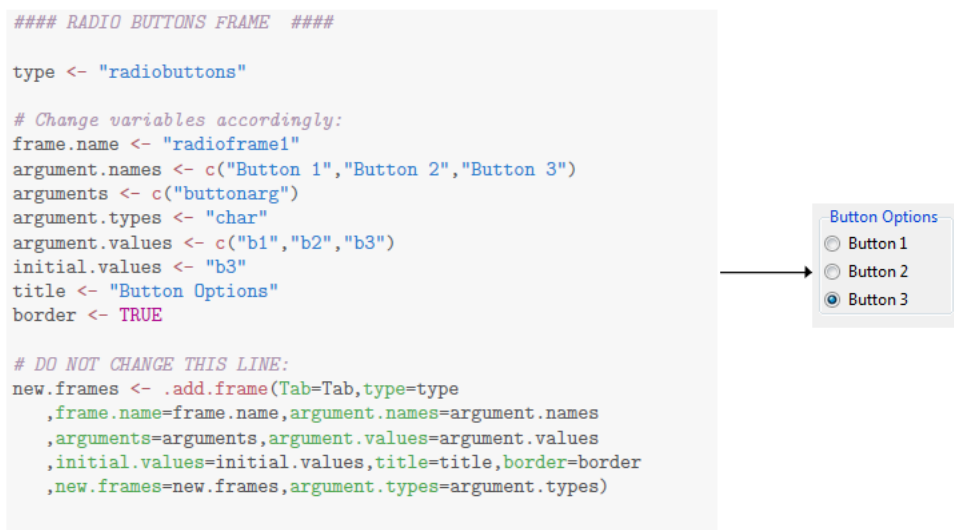 #### RADIO BUTTONS FRAME  ####
type <- "radiobuttons"
# Change variables accordingly:
frame.name <- "radioframe1"
argument.names <- c("Button 1","Button 2","Button 3")
arguments <- c("buttonarg")
argument.types <- "char"
argument.values <- c("b1","b2","b3")
initial.values <- "b3"
title <- "Button Options"
border <- TRUE
# DO NOT CHANGE THIS LINE:
new.frames <- .add.frame(Tab=Tab,type=type
,frame.name=frame.name,argument.names=argument.names
,arguments=arguments,argument.values=argument.values
,initial.values=initial.values,title=title,border=border
,new.frames=new.frames,argument.types=argument.types)
Button Options
Button 1
Button 2
Button 3